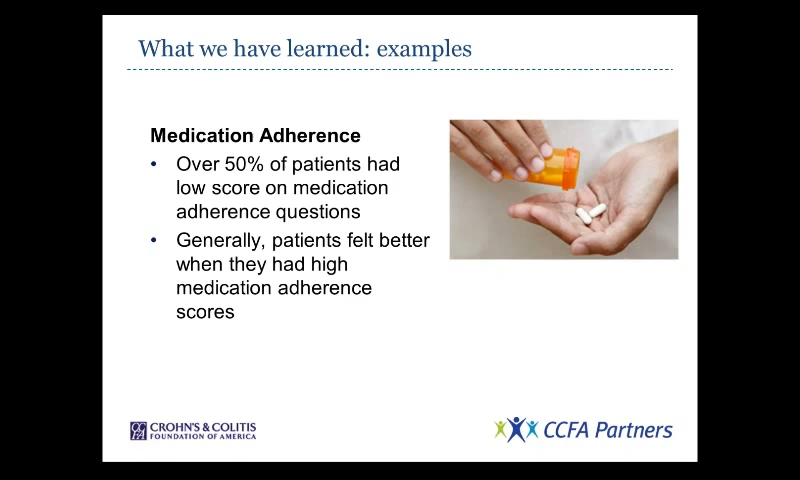 What we have learned: examples
Medication Adherence
• Over 50% of patients had
low score on medication
adherence questions
• Generally, patients felt better
when they had high
medication adherence
scores
CROHN'S & COLITIS
FOUNDATION OF AMERICA
CCFA Partners